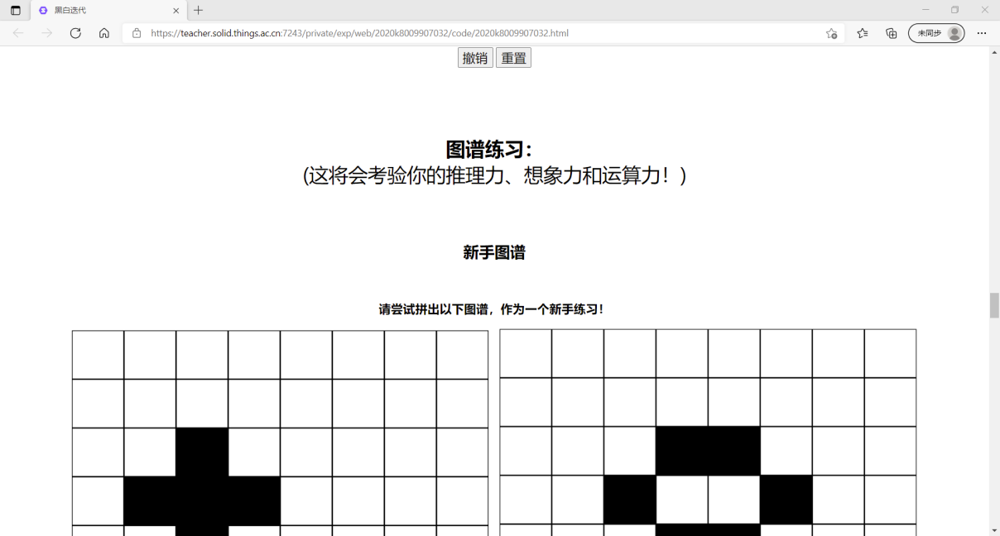 黑白迭代
https://teacher.solid.things.ac.cn:7243/private/exp/web/2020k8009907032/code/2020k8009907032.html
未同步
撤销 重置
图谱练习：
(这将会考验你的推理力、想象力和运算力！)
新手图谱
请尝试拼出以下图谱，作为一个新手练习！